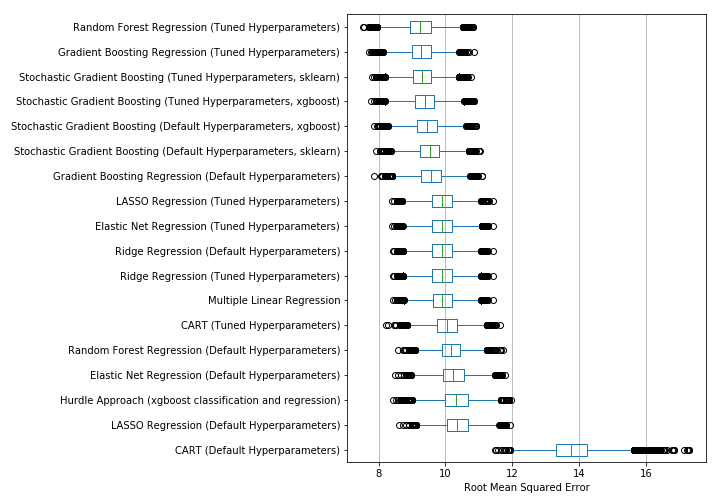 Random Forest Regression (Tuned Hyperparameters)
Gradient Boosting Regression (Tuned Hyperparameters)
Stochastic Gradient Boosting (Tuned Hyperparameters, sklearn)
Stochastic Gradient Boosting (Tuned Hyperparameters, xgboost)
Stochastic Gradient Boosting (Default Hyperparameters, xgboost)
Stochastic Gradient Boosting (Default Hyperparameters, sklearn)
Gradient Boosting Regression (Default Hyperparameters)
LASSO Regression (Tuned Hyperparameters)
Elastic Net Regression (Tuned Hyperparameters)
Ridge Regression (Default Hyperparameters)
Ridge Regression (Tuned Hyperparameters)
Multiple Linear Regression
CART (Tuned Hyperparameters)
Random Forest Regression (Default Hyperparameters)
Elastic Net Regression (Default Hyperparameters)
Hurdle Approach (xgboost classification and regression)
LASSO Regression (Default Hyperparameters)
CART (Default Hyperparameters)
8 10 12 14 16
Root Mean Squared Error